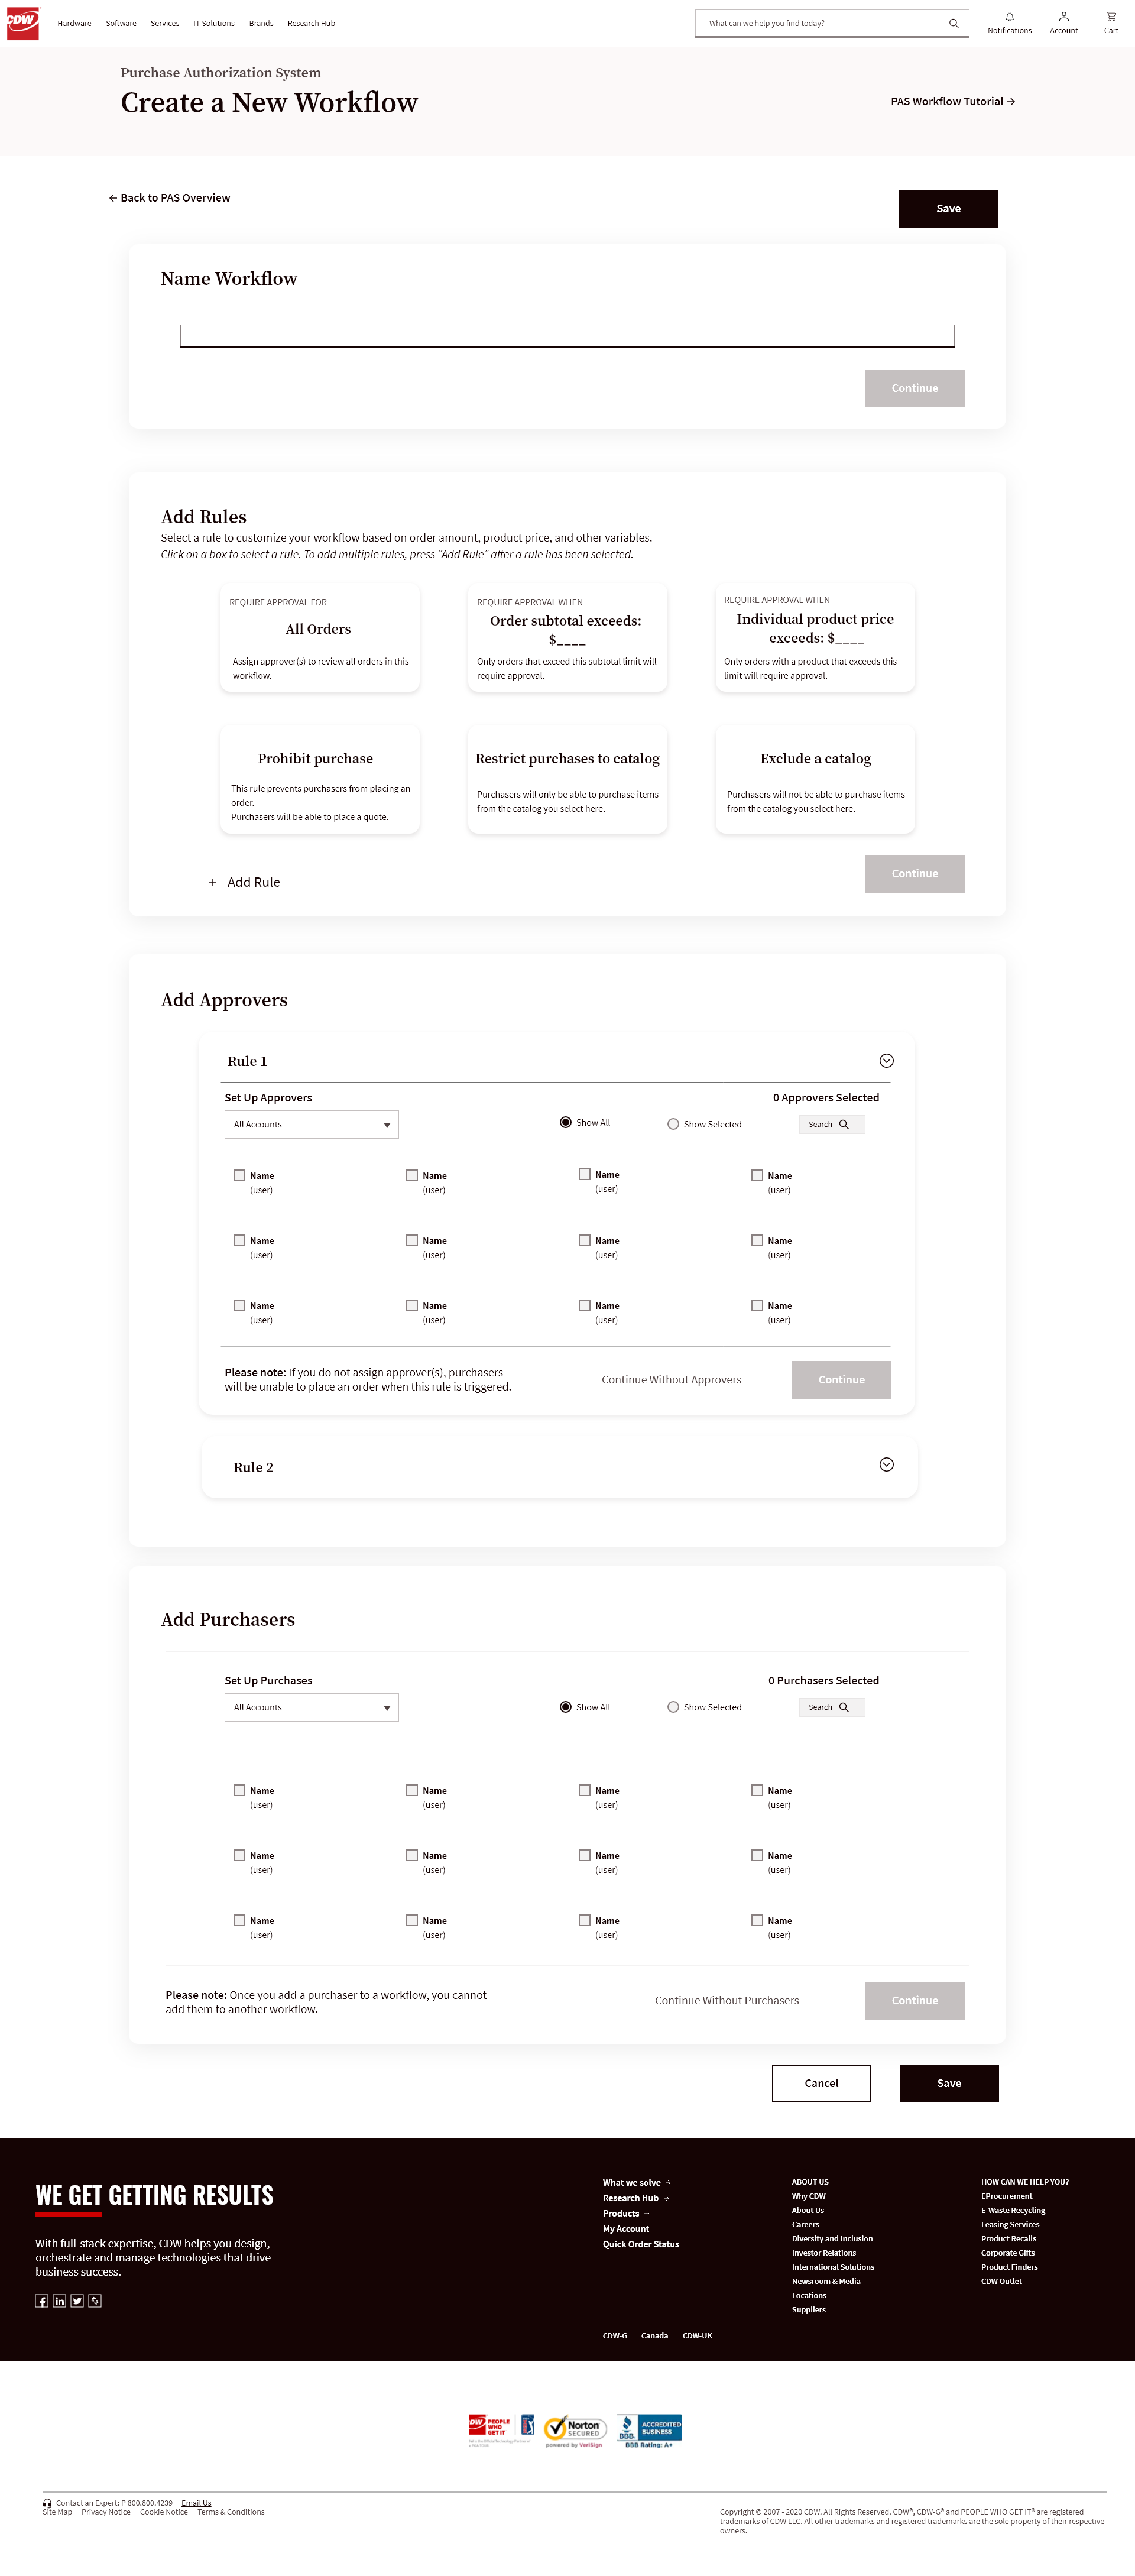 CDW
Hardware Software Services IT Solutions Brands Research Hub
What can we help you find today?
Notifications Account Cart
Purchase Authorization System
Create a New Workflow
PAS Workflow Tutorial →
← Back to PAS Overview
Save
Name Workflow
Continue
Add Rules
Select a rule to customize your workflow based on order amount, product price, and other variables.
Click on a box to select a rule. To add multiple rules, press “Add Rule” after a rule has been selected.
REQUIRE APPROVAL FOR
All Orders
Assign approver(s) to review all orders in this
workflow.
REQUIRE APPROVAL WHEN
Order subtotal exceeds:
$____
Only orders that exceed this subtotal limit will
require approval.
REQUIRE APPROVAL WHEN
Individual product price
exceeds: $____
Only orders with a product that exceeds this
limit will require approval.
Prohibit purchase
This rule prevents purchasers from placing an
order.
Purchasers will be able to place a quote.
Restrict purchases to catalog
Purchasers will only be able to purchase items
from the catalog you select here.
Exclude a catalog
Purchasers will not be able to purchase items
from the catalog you select here.
+ Add Rule
Continue
Add Approvers
Rule 1
Set Up Approvers
0 Approvers Selected
All Accounts
Show All
Show Selected
Search
Name Name Name Name
(user) (user) (user) (user)
Name Name Name Name
(user) (user) (user) (user)
Name Name Name Name
(user) (user) (user) (user)
Please note: If you do not assign approver(s), purchasers
will be unable to place an order when this rule is triggered.
Continue Without Approvers
Continue
Rule 2
Add Purchasers
Set Up Purchases
0 Purchasers Selected
All Accounts
Show All
Show Selected
Search
Name Name Name Name
(user) (user) (user) (user)
Name Name Name Name
(user) (user) (user) (user)
Name Name Name Name
(user) (user) (user) (user)
Please note: Once you add a purchaser to a workflow, you cannot
add them to another workflow.
Continue Without Purchasers
Continue
Cancel
Save
WE GET GETTING RESULTS
With full-stack expertise, CDW helps you design,
orchestrate and manage technologies that drive
business success.
What we solve →
Research Hub →
Products →
My Account
Quick Order Status
CDW-G Canada CDW-UK
ABOUT US
Why CDW
About Us
Careers
Diversity and Inclusion
Investor Relations
International Solutions
Newsroom & Media
Locations
Suppliers
HOW CAN WE HELP YOU?
EProcurement
E-Waste Recycling
Leasing Services
Product Recalls
Corporate Gifts
Product Finders
CDW Outlet
PEOPLE
WHO
GET IT
Norton
SECURED
powered by VeriSign
BBB
ACCREDITED
BUSINESS
BBB Rating: A+
Contact an Expert: P 800.800.4239 | Email Us
Site Map Privacy Notice Cookie Notice Terms & Conditions
Copyright © 2007 - 2020 CDW. All Rights Reserved. CDW®, CDW•G® and PEOPLE WHO GET IT® are registered
trademarks of CDW LLC. All other trademarks and registered trademarks are the sole property of their respective
owners.